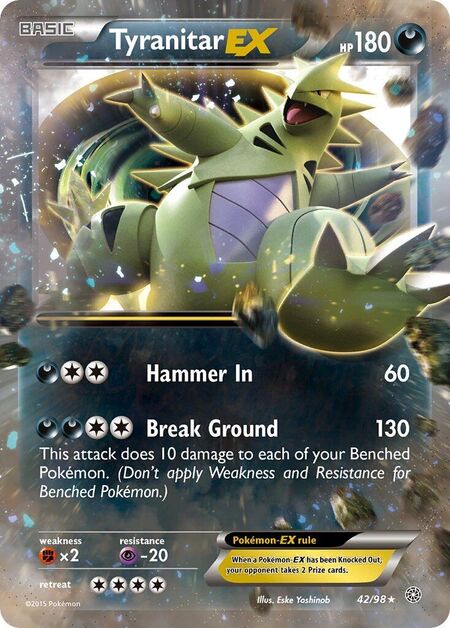 BASIC Tyranitar EX HP180
Hammer In 60
Break Ground 130
This attack does 10 damage to each of your Benched
Pokémon. (Don't apply Weakness and Resistance for
Benched Pokémon.)
weakness resistance
×2 -20
retreat
Pokémon-EX rule
When a Pokémon-EX has been Knocked Out,
your opponent takes 2 Prize cards.
©2015 Pokémon Illus. Eske Yoshinob 42/98★